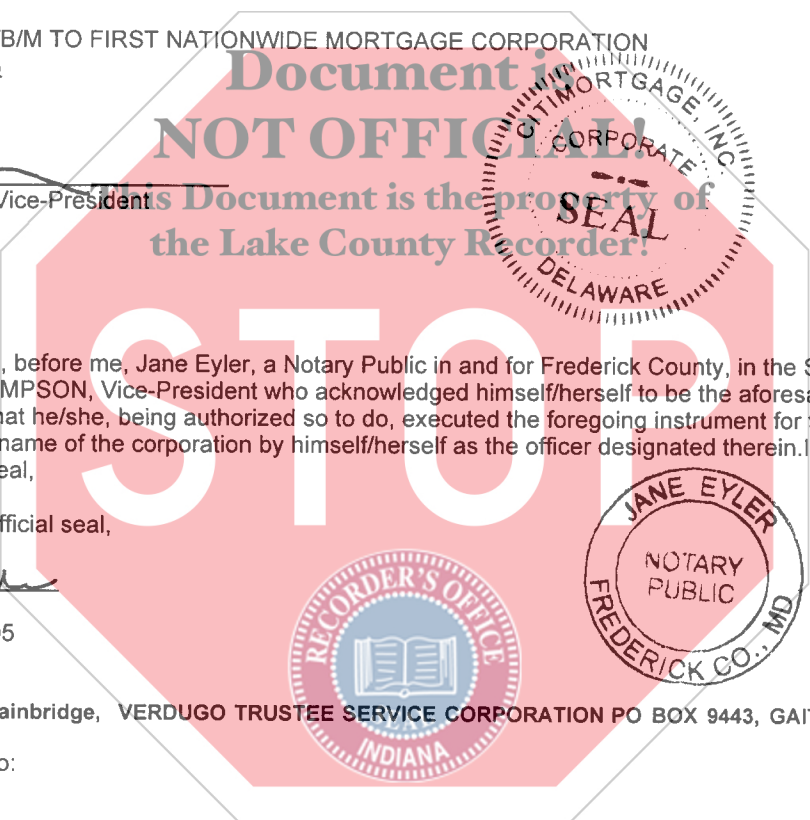 /B/M TO FIRST NATIONWIDE MORTGAGE CORPORATION
Document is
NOT OFFICIAL!
This Document is the property of
the Lake County Recorder!
Vice-President
CITIMORTGAGE, INC.
CORPORATE
SEAL
DELAWARE
STOP
, before me, Jane Eyler, a Notary Public in and for Frederick County, in the S
MPSON, Vice-President who acknowledged himself/herself to be the aforesa
hat he/she, being authorized so to do, executed the foregoing instrument for
name of the corporation by himself/herself as the officer designated therein.I
eal,
fficial seal,
JANE EYLER
NOTARY
PUBLIC
FREDERICK CO., MD
RECORDER'S OFFICE
SEAL
INDIANA
5
ainbridge, VERDUGO TRUSTEE SERVICE CORPORATION PO BOX 9443, GAI
o: